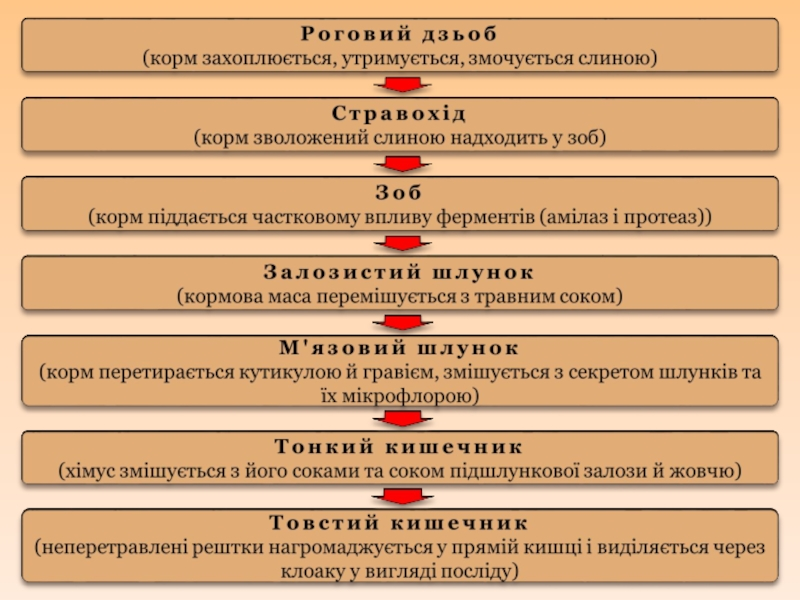 Роговий дзьоб
(корм захоплюється, утримується, змочується слиною)
Стравохід
(корм зволожений слиною надходить у зоб)
Зоб
(корм піддається частковому впливу ферментів (амілаз і протеаз))
Залозистий шлунок
(кормова маса перемішується з травним соком)
М'язовий шлунок
(корм перетирається кутикулою й гравієм, змішується з секретом шлунків та
їх мікрофлорою)
Тонкий кишечник
(хімус змішується з його соками та соком підшлункової залози й жовчю)
Товстий кишечник
(неперетравлені рештки нагромаджується у прямій кишці і виділяється через
клоаку у вигляді посліду)